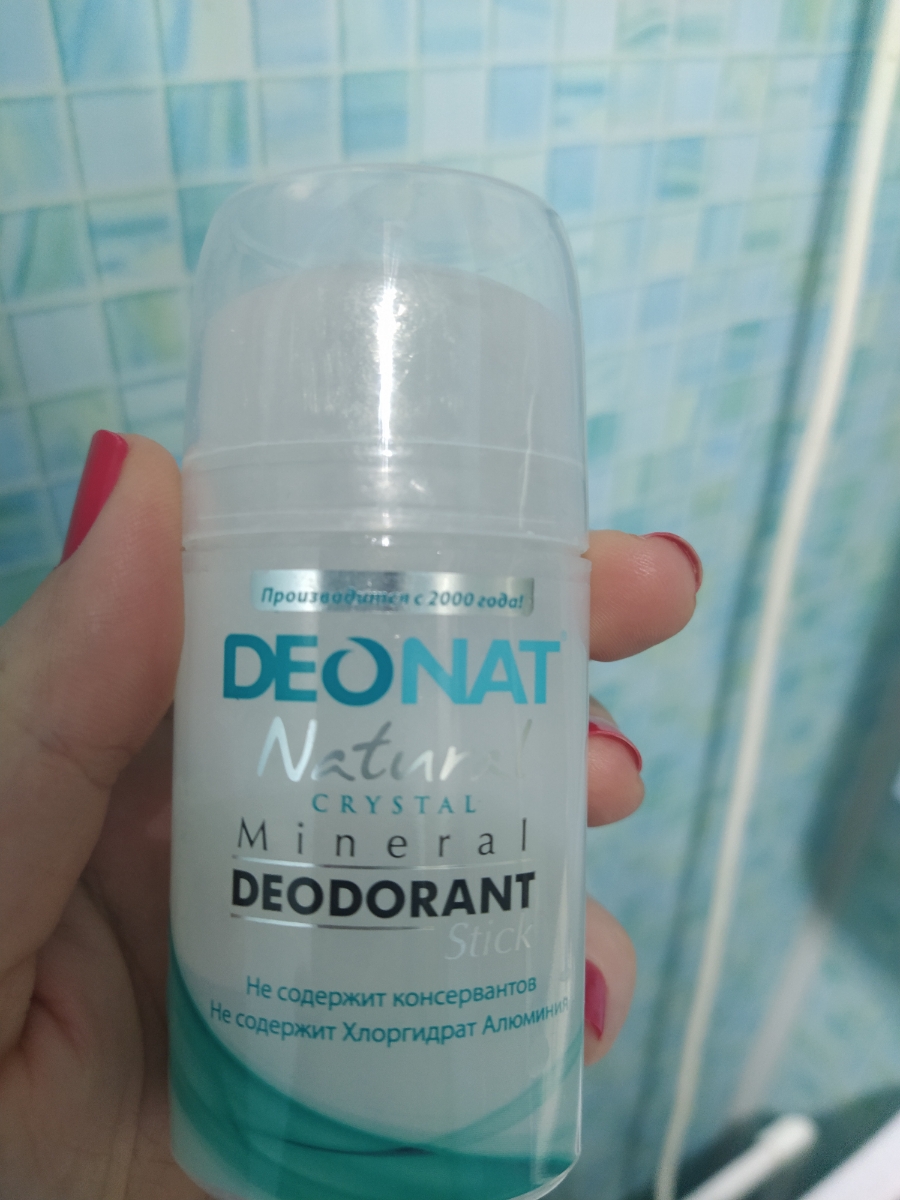 Производится с 2000 года!
DEONAT
Natural
CRYSTAL
Mineral
DEODORANT
Stick
Не содержит консервантов
Не содержит Хлоргидрат Алюминия